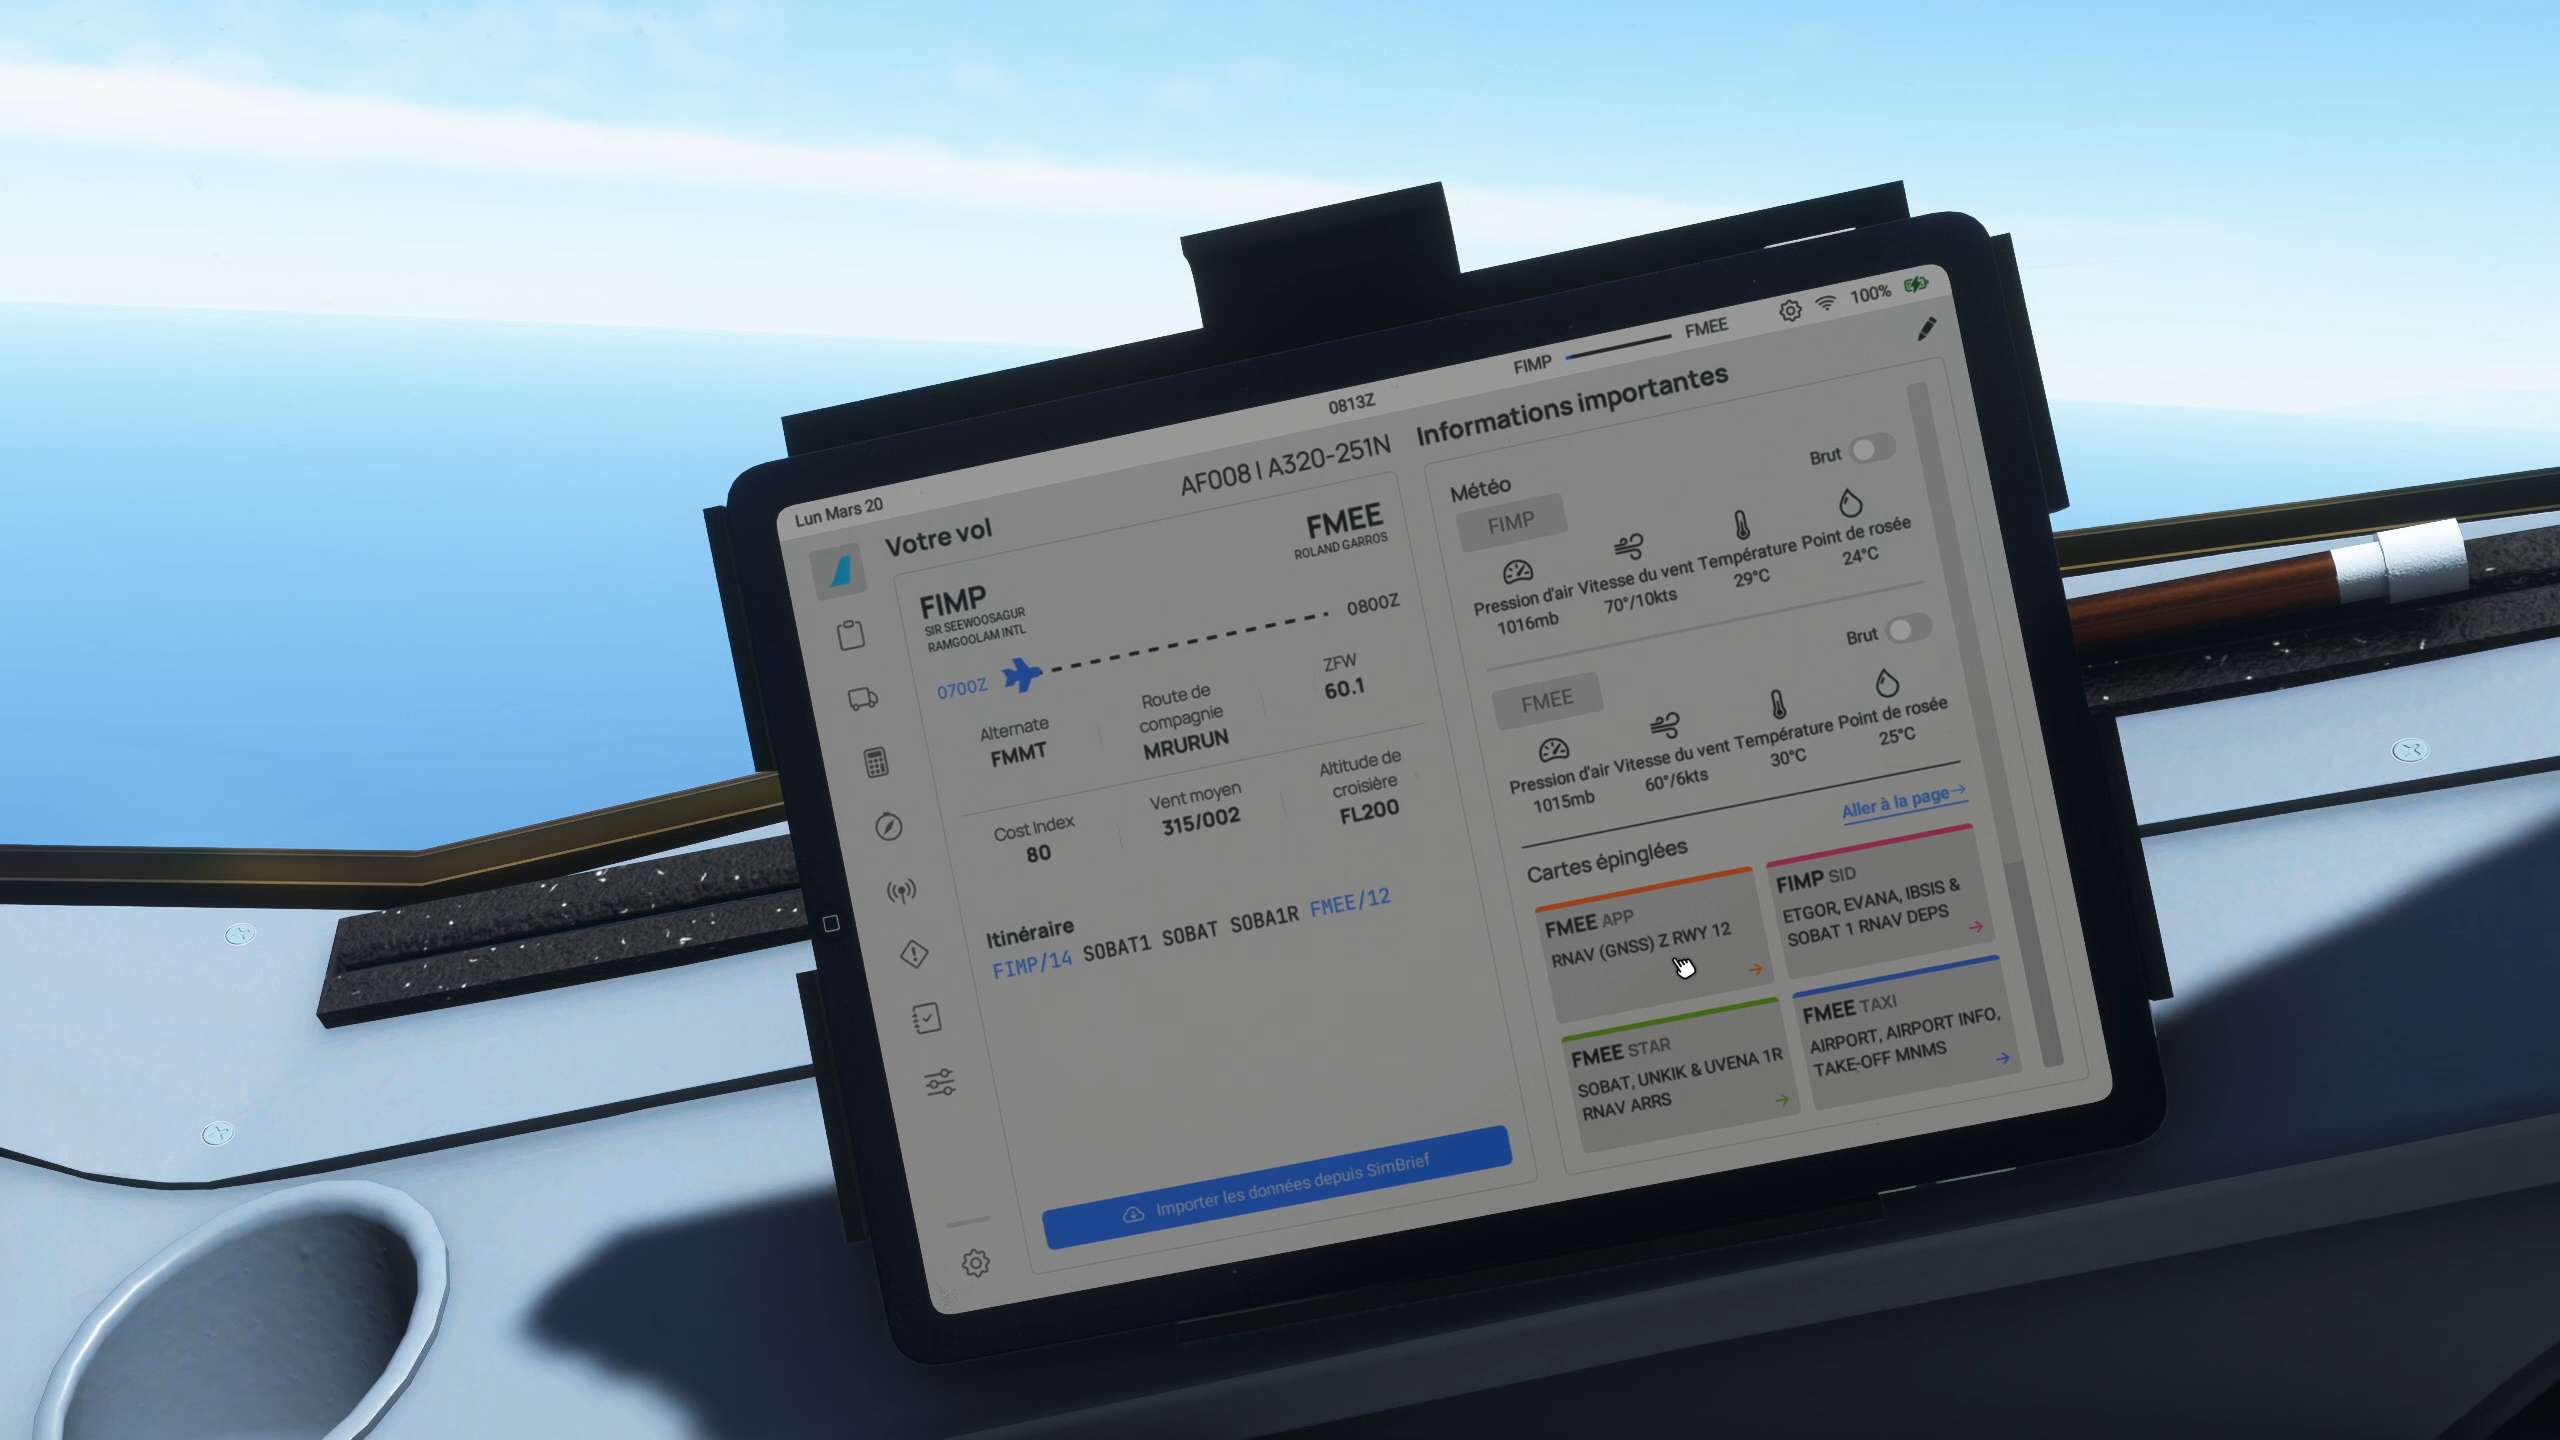 Lun Mars 20
0813Z
FIMP
FMEE
100%
Votre vol
AF008 | A320-251N
FIMP
SIR SEEWOOSAGUR
RAMGOOLAM INTL
FMEE
ROLAND GARROS
0700Z
0800Z
Alternate
FMMT
Route de
compagnie
MRURUN
ZFW
60.1
Cost Index
80
Vent moyen
315/002
Altitude de
croisière
FL200
Itinéraire
FIMP/14 SOBAT1 SOBAT SOBA1R FMEE/12
Importer les données depuis SimBrief
Informations importantes
Météo
Brut
FIMP
Pression d'air Vitesse du vent Température Point de rosée
1016mb 70°/10kts 29°C 24°C
Brut
FMEE
Pression d'air Vitesse du vent Température Point de rosée
1015mb 60°/6kts 30°C 25°C
Aller à la page
Cartes épinglées
FMEE APP
RNAV (GNSS) Z RWY 12
FIMP SID
ETGOR, EVANA, IBSIS &
SOBAT 1 RNAV DEPS
FMEE STAR
SOBAT, UNKIK & UVENA 1R
RNAV ARRS
FMEE TAXI
AIRPORT, AIRPORT INFO,
TAKE-OFF MNMS